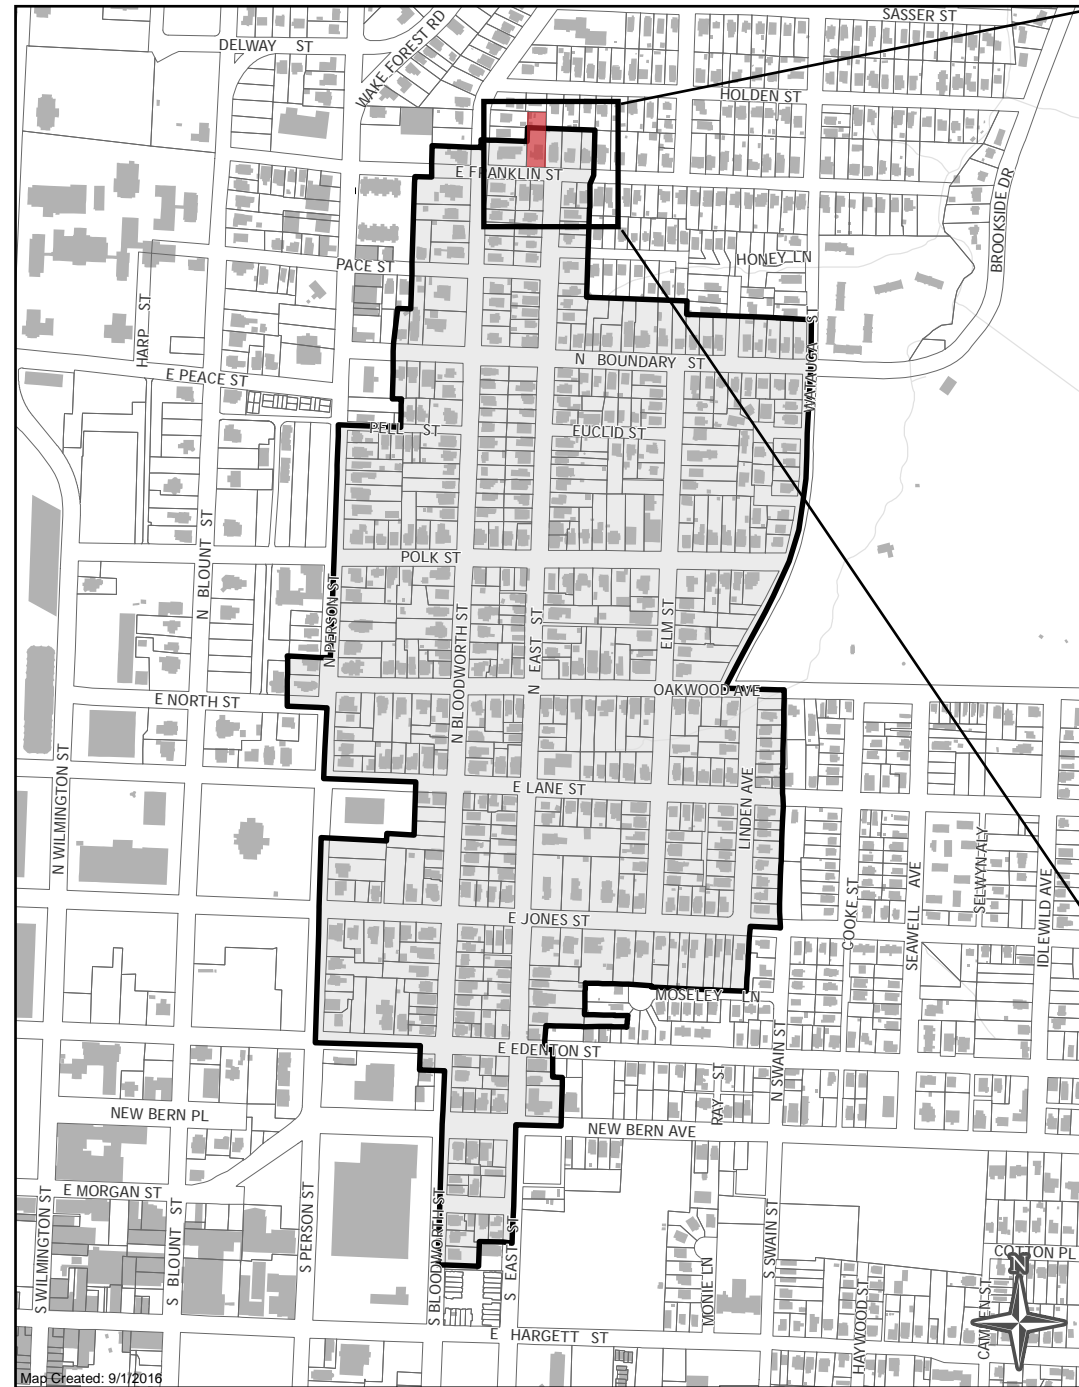 SASSER ST
DELWAY ST
WAKE FOREST RD
HOLDEN ST
E FRANKLIN ST
BROOKSIDE DR
HONEY LN
PACE ST
HARP ST
WATAUGA ST
N BOUNDARY ST
E PEACE ST
PELL ST
EUCLID ST
N BLOUNT ST
POLK ST
N PERSON ST
N BLOODWORTH ST
N EAST ST
ELM ST
OAKWOOD AVE
E NORTH ST
N WILMINGTON ST
E LANE ST
LINDEN AVE
COOKE ST
SEAWELL AVE
SELWYN ALY
IDLEWILD AVE
E JONES ST
MOSELEY LN
E EDENTON ST
N SWAIN ST
RAY ST
NEW BERN PL
NEW BERN AVE
E MORGAN ST
S WILMINGTON ST
S BLOUNT ST
S PERSON ST
S BLOODWORTH ST
S EAST ST
MONIE LN
S SWAIN ST
HAYWOOD ST
COTTON PL
N
CAMDEN ST
E HARGETT ST
Map Created: 9/1/2016